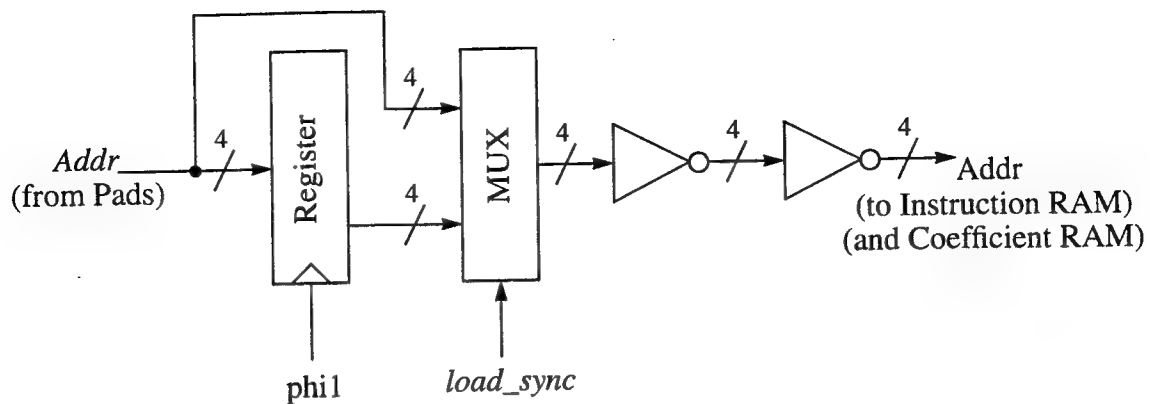 4
4
Addr
(from Pads)
Register
4
MUX
4
4
4
Addr
(to Instruction RAM)
(and Coefficient RAM)
phi1
load_sync